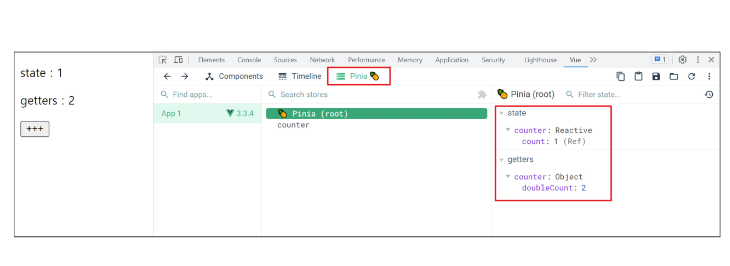 Elements Console Sources Network Performance Memory Application Security Lighthouse Vue 1
state : 1
Components Timeline Pinia
getters : 2
Find apps... Search stores Pinia (root) Filter state...
App 1 3.3.4 Pinia (root) state
+++
counter counter: Reactive
count: 1 (Ref)
getters
counter: Object
doubleCount: 2